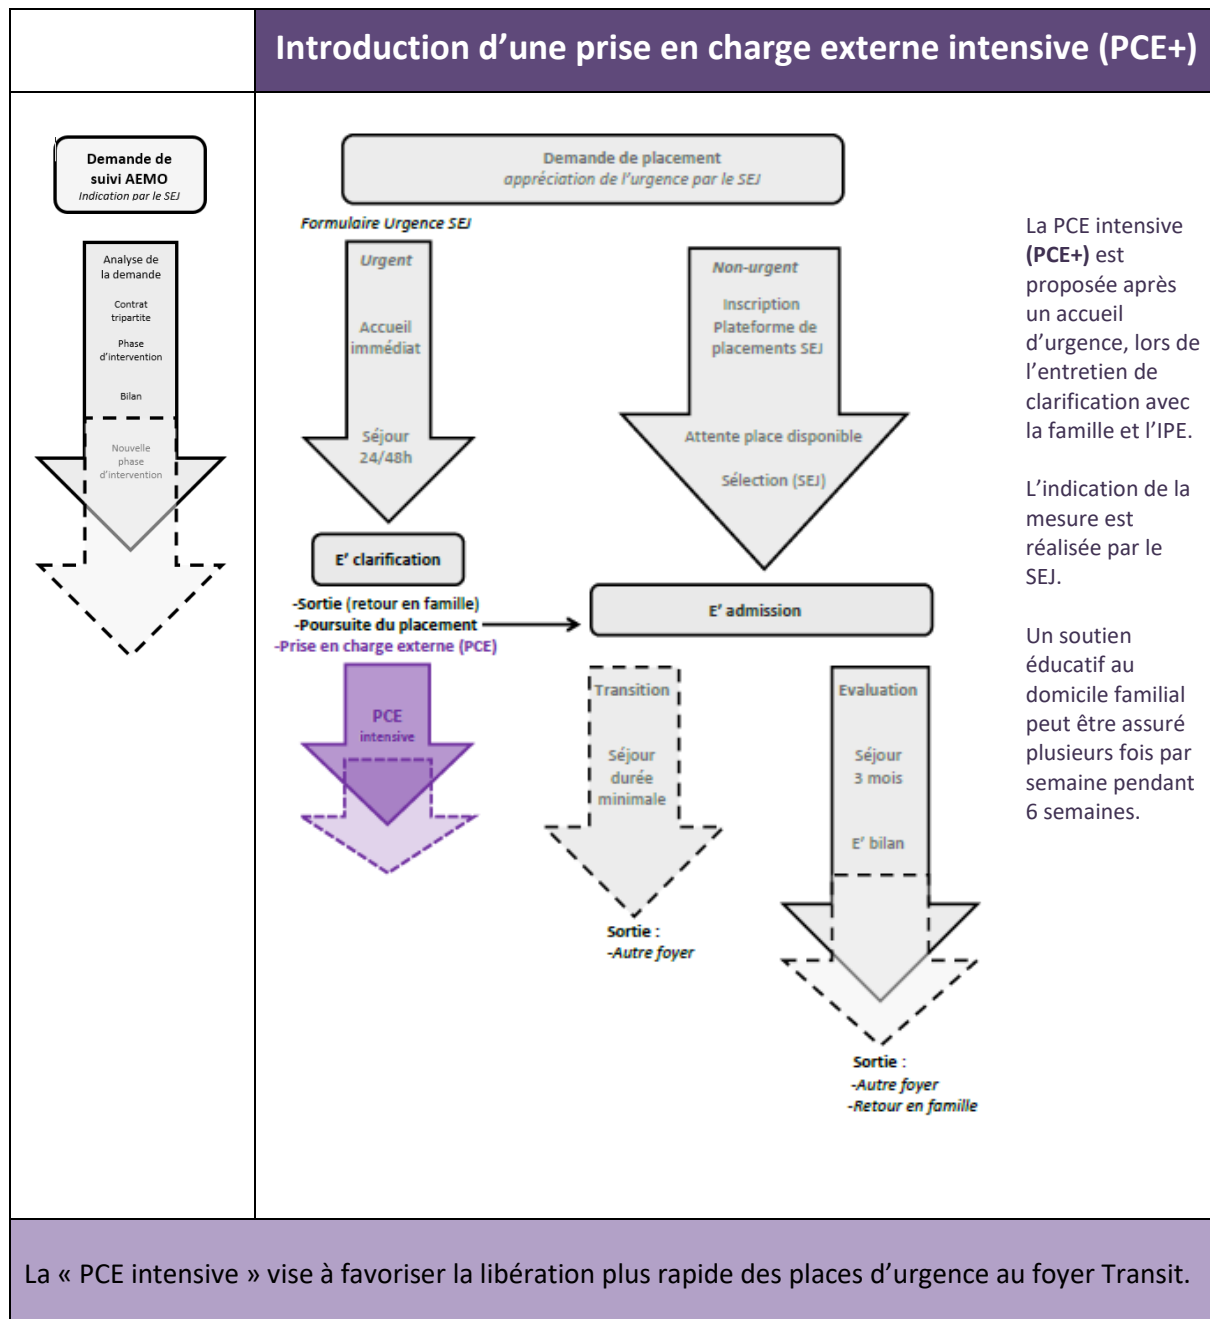 Introduction d’une prise en charge externe intensive (PCE+)
Demande de
suivi AEMO
Indication par le SEJ
Analyse de
la demande
Contrat
tripartite
Phase
d’intervention
Bilan
Nouvelle
phase
d’intervention
Demande de placement
appréciation de l’urgence par le SEJ
Formulaire Urgence SEJ
Urgent
Accueil
immédiat
Séjour
24/48h
Non-urgent
Inscription
Plateforme de
placements SEJ
Attente place disponible
Sélection (SEJ)
E’ clarification
-Sortie (retour en famille)
-Poursuite du placement
-Prise en charge externe (PCE)
E’ admission
PCE
intensive
Transition
Séjour
durée
minimale
Sortie :
-Autre foyer
Evaluation
Séjour
3 mois
E’ bilan
Sortie :
-Autre foyer
-Retour en famille
La PCE intensive
(PCE+) est
proposée après
un accueil
d’urgence, lors de
l’entretien de
clarification avec
la famille et l’IPE.
L’indication de la
mesure est
réalisée par le
SEJ.
Un soutien
éducatif au
domicile familial
peut être assuré
plusieurs fois par
semaine pendant
6 semaines.
La « PCE intensive » vise à favoriser la libération plus rapide des places d’urgence au foyer Transit.